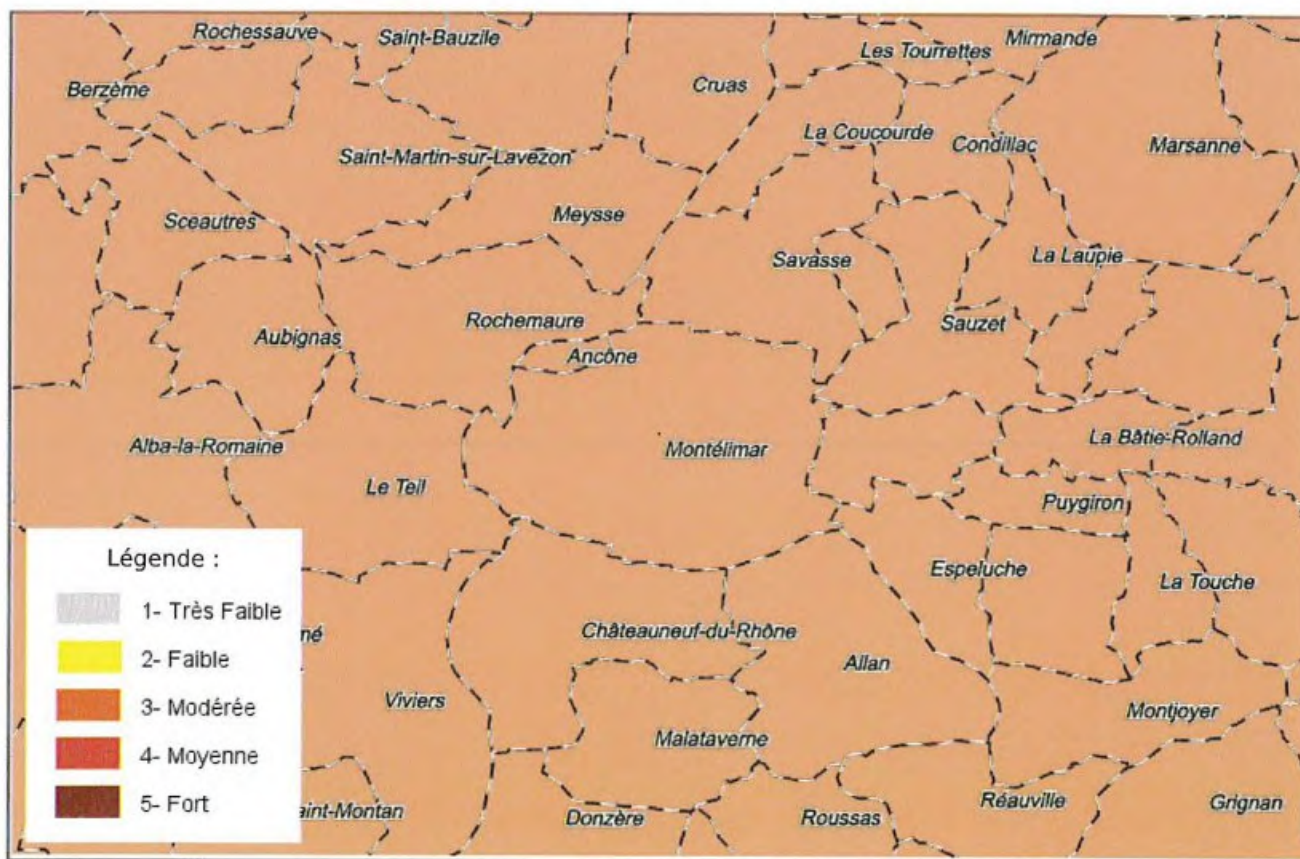 Rochessauve
Saint-Bauzile
Mirmande
Les Tourrettes
Berzème
Cruas
La Coucourde
Condillac
Marsanne
Saint-Martin-sur-Lavezon
Sceautres
Meysse
Savasse
La Laupie
Aubignas
Rochemaure
Sauzet
Ancône
Alba-la-Romaine
Montélimar
La Bâtie-Rolland
Le Teil
Puygiron
Espeluche
La Touche
Châteauneuf-du-Rhône
Allan
Viviers
Montjoyer
Malataverne
Réauville
Grignan
Donzère
Roussas
aint-Montan
né
Légende :
1- Très Faible
2- Faible
3- Modérée
4- Moyenne
5- Fort